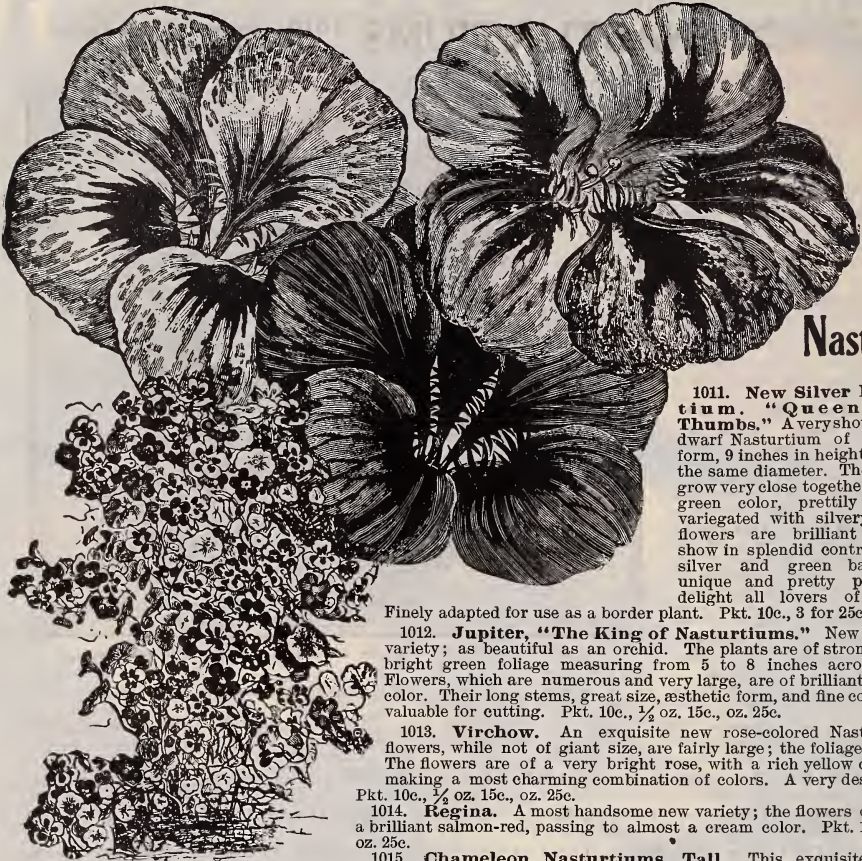 Nast
1011. New Silver
tium. "Queen
Thumbs." A very show
dwarf Nasturtium of
form, 9 inches in height
the same diameter. Th
grow very close togethe
green color, prettily
variegated with silver
flowers are brilliant
show in splendid contr
silver and green ba
unique and pretty p
delight all lovers of
Finely adapted for use as a border plant. Pkt. 10c., 3 for 25c
1012. Jupiter, "The King of Nasturtiums." New
variety; as beautiful as an orchid. The plants are of stron
bright green foliage measuring from 5 to 8 inches acro
Flowers, which are numerous and very large, are of brilliant
color. Their long stems, great size, æsthetic form, and fine co
valuable for cutting. Pkt. 10c., ½ oz. 15c., oz. 25c.
1013. Virchow. An exquisite new rose-colored Nast
flowers, while not of giant size, are fairly large; the foliage
The flowers are of a very bright rose, with a rich yellow
making a most charming combination of colors. A very des
Pkt. 10c., ½ oz. 15c., oz. 25c.
1014. Regina. A most handsome new variety; the flowers
a brilliant salmon-red, passing to almost a cream color. Pkt.
oz. 25c.
1015. Chameleon Nasturtiums, Tall. This exquisit